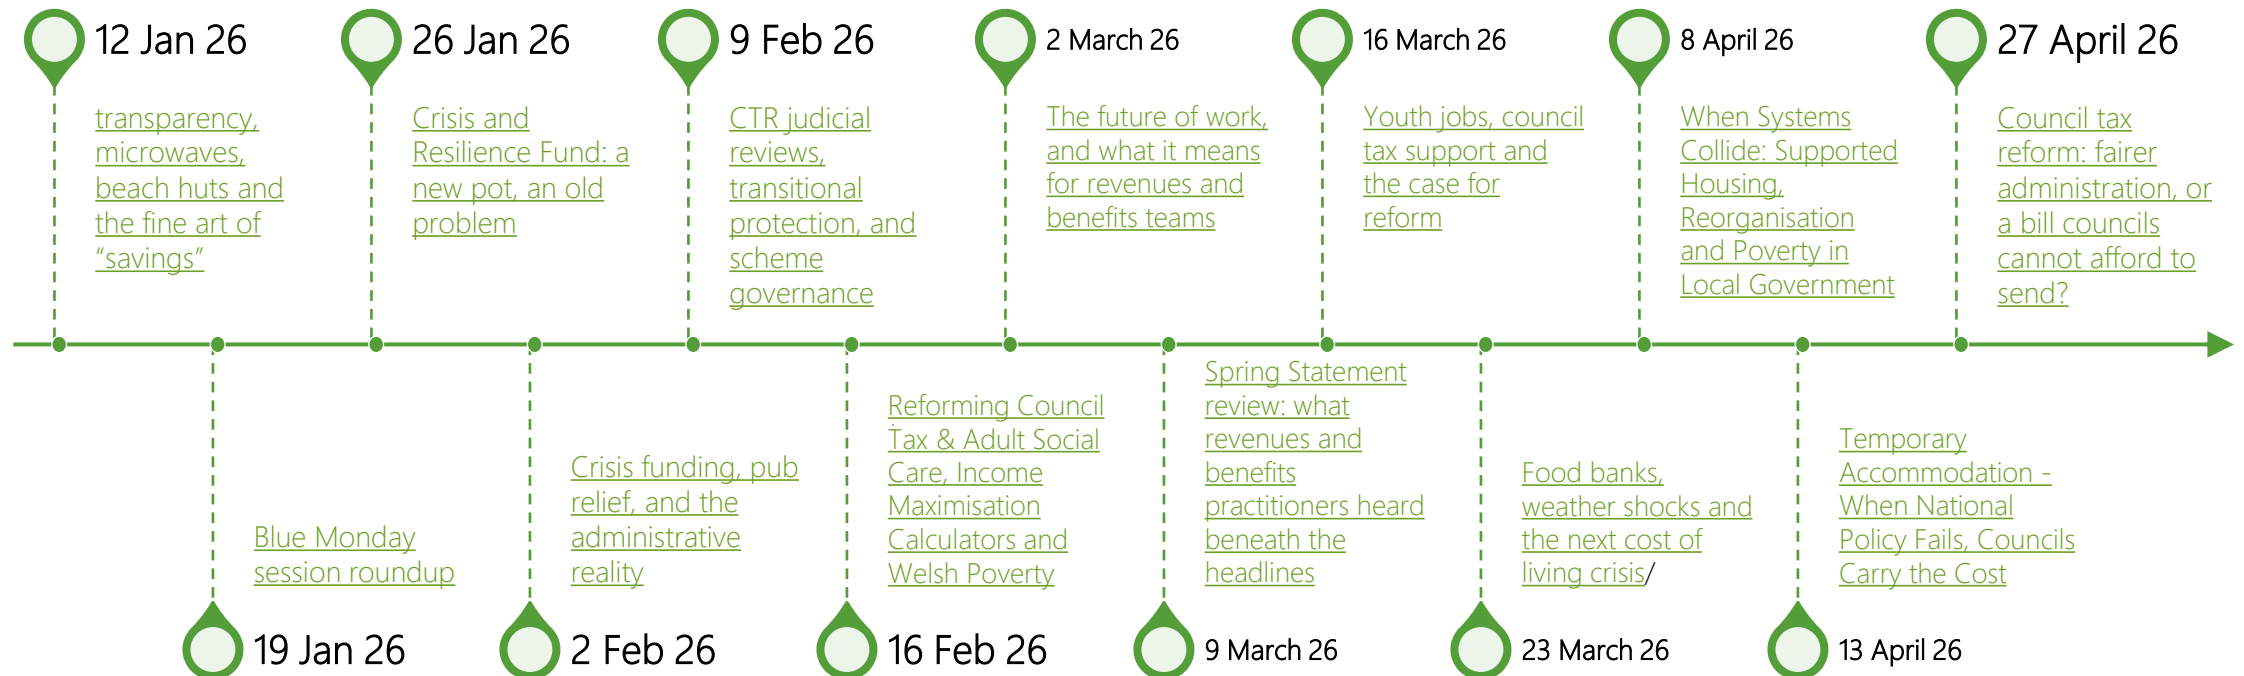 12 Jan 26
transparency,
microwaves,
beach huts and
the fine art of
“savings”
26 Jan 26
Crisis and
Resilience Fund: a
new pot, an old
problem
9 Feb 26
CTR judicial
reviews,
transitional
protection, and
scheme
governance
2 March 26
The future of work,
and what it means
for revenues and
benefits teams
16 March 26
Youth jobs, council
tax support and
the case for
reform
8 April 26
When Systems
Collide: Supported
Housing,
Reorganisation
and Poverty in
Local Government
27 April 26
Council tax
reform: fairer
administration, or
a bill councils
cannot afford to
send?
Blue Monday
session roundup
19 Jan 26
Crisis funding, pub
relief, and the
administrative
reality
2 Feb 26
Reforming Council
Tax & Adult Social
Care, Income
Maximisation
Calculators and
Welsh Poverty
16 Feb 26
Spring Statement
review: what
revenues and
benefits
practitioners heard
beneath the
headlines
9 March 26
Food banks,
weather shocks and
the next cost of
living crisis/
23 March 26
Temporary
Accommodation -
When National
Policy Fails, Councils
Carry the Cost
13 April 26